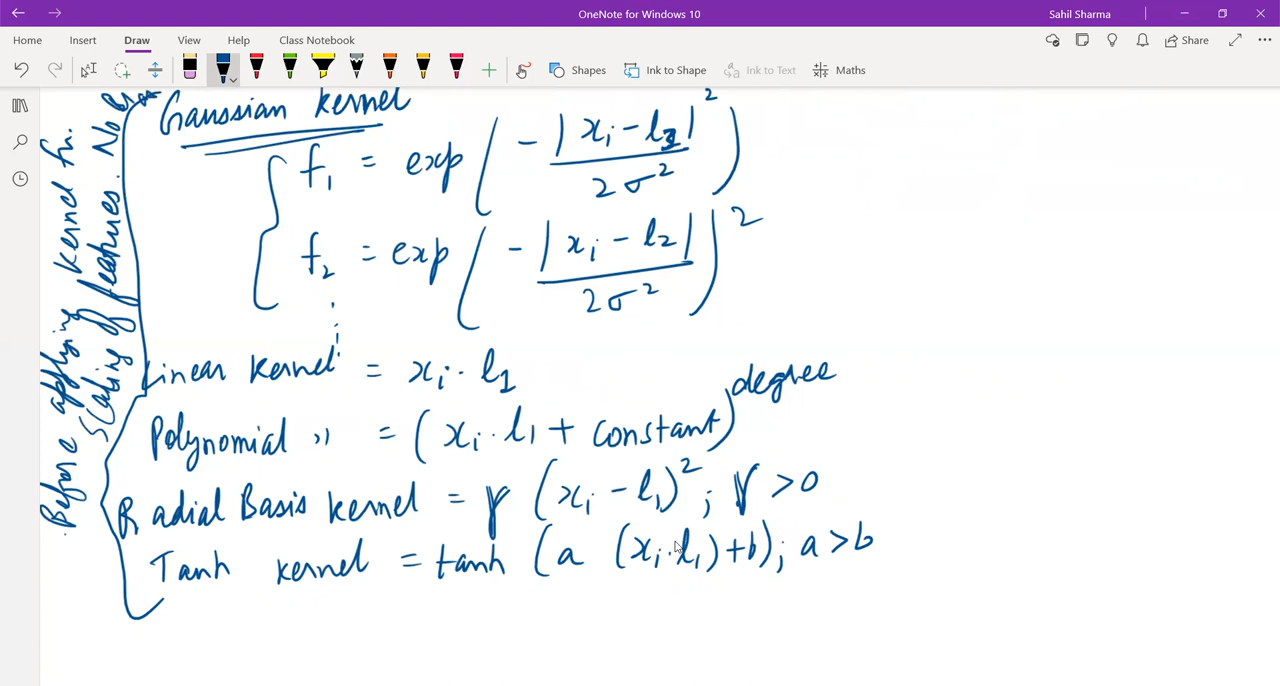 OneNote for Windows 10
Sahil Sharma
Home Insert Draw View Help Class Notebook
Share
Shapes Ink to Shape Ink to Text Maths
Gaussian kernel
f₁ = exp ( - |xᵢ - l₁|² / 2σ² )
f₂ = exp ( - |xᵢ - l₂| / 2σ² )²
Linear kernel = xᵢ · l₁
Polynomial " = (xᵢ · l₁ + constant)^degree
Radial Basis kernel = γ (xᵢ - l₁)² ; γ > 0
Tanh kernel = tanh (a (xᵢ · l₁) + b) ; a > b
Before applying kernel fn.
Scaling of features. No